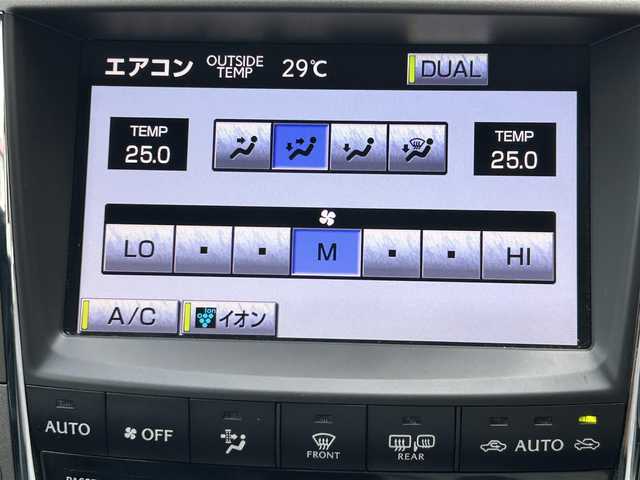 エアコン OUTSIDE TEMP 29℃ DUAL
TEMP 25.0
TEMP 25.0
LO M HI
A/C Ion イオン
AUTO OFF FRONT REAR AUTO